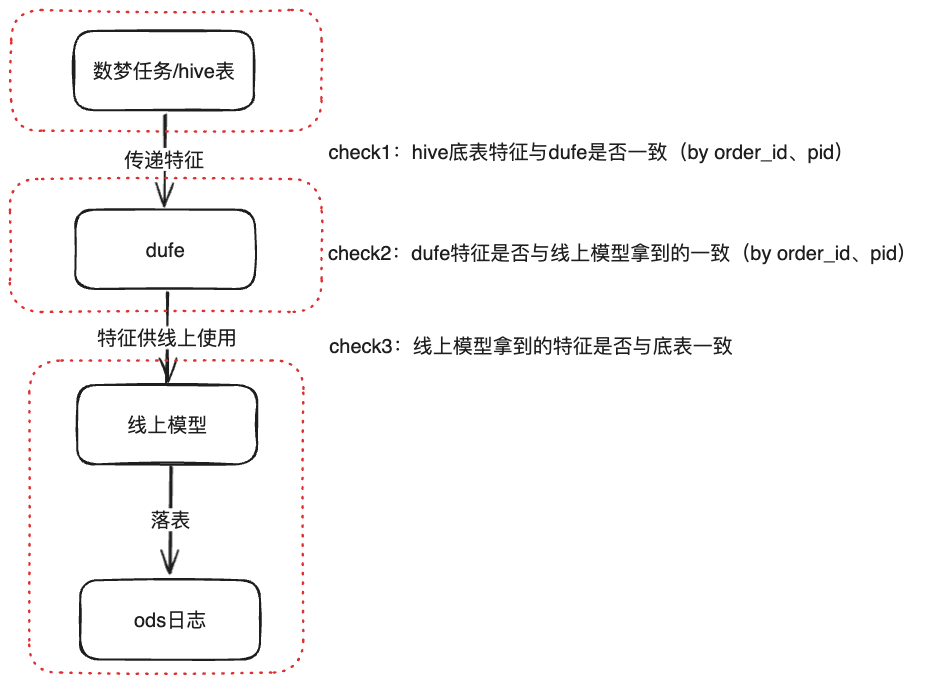 数梦任务/hive表
传递特征
check1：hive底表特征与dufe是否一致（by order_id、pid）
dufe
check2：dufe特征是否与线上模型拿到的一致（by order_id、pid）
特征供线上使用
check3：线上模型拿到的特征是否与底表一致
线上模型
落表
ods日志